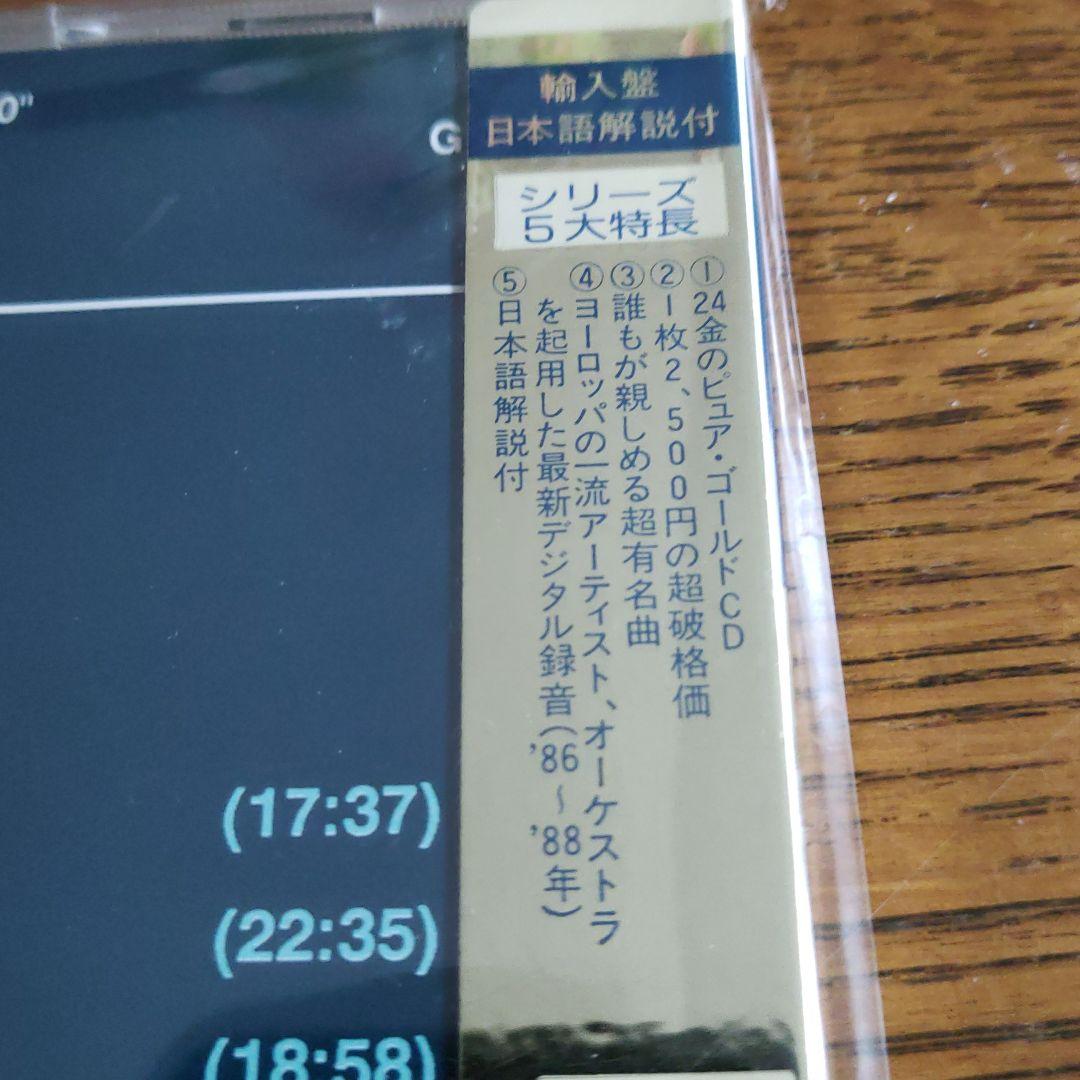 0"
G
輸入盤
日本語解説付
シリーズ
5大特長
①24金のピュア・ゴールドCD
②1枚2、500円の超破格価
③誰もが親しめる超有名曲
④ヨーロッパの一流アーティスト、オーケストラ
を起用した最新デジタル録音('86～'88年)
⑤日本語解説付
(17:37)
(22:35)
(18:58)